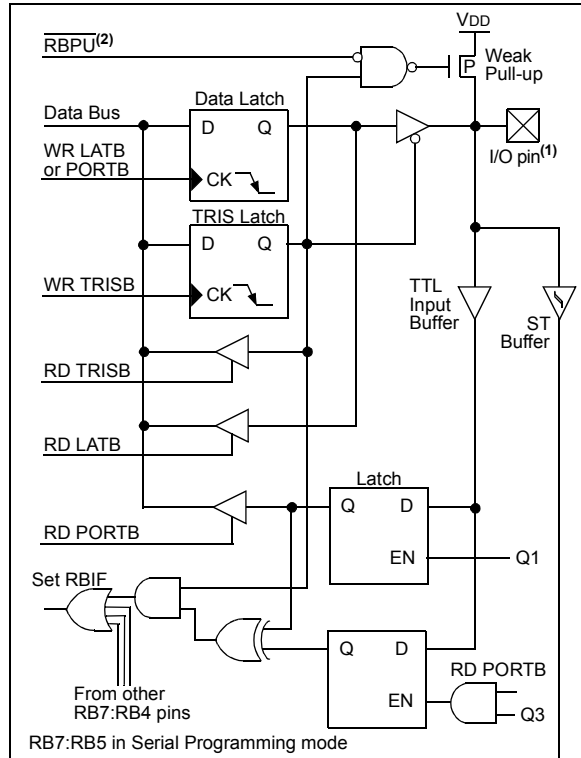 VDD
RBPU(2)
P
Weak
Pull-up
Data Bus
Data Latch
D Q
WR LATB
or PORTB
CK
I/O pin(1)
TRIS Latch
D Q
WR TRISB
CK
TTL
Input
Buffer
ST
Buffer
RD TRISB
RD LATB
Latch
RD PORTB
Q D
EN
Q1
Set RBIF
Q D
RD PORTB
EN
Q3
From other
RB7:RB4 pins
RB7:RB5 in Serial Programming mode